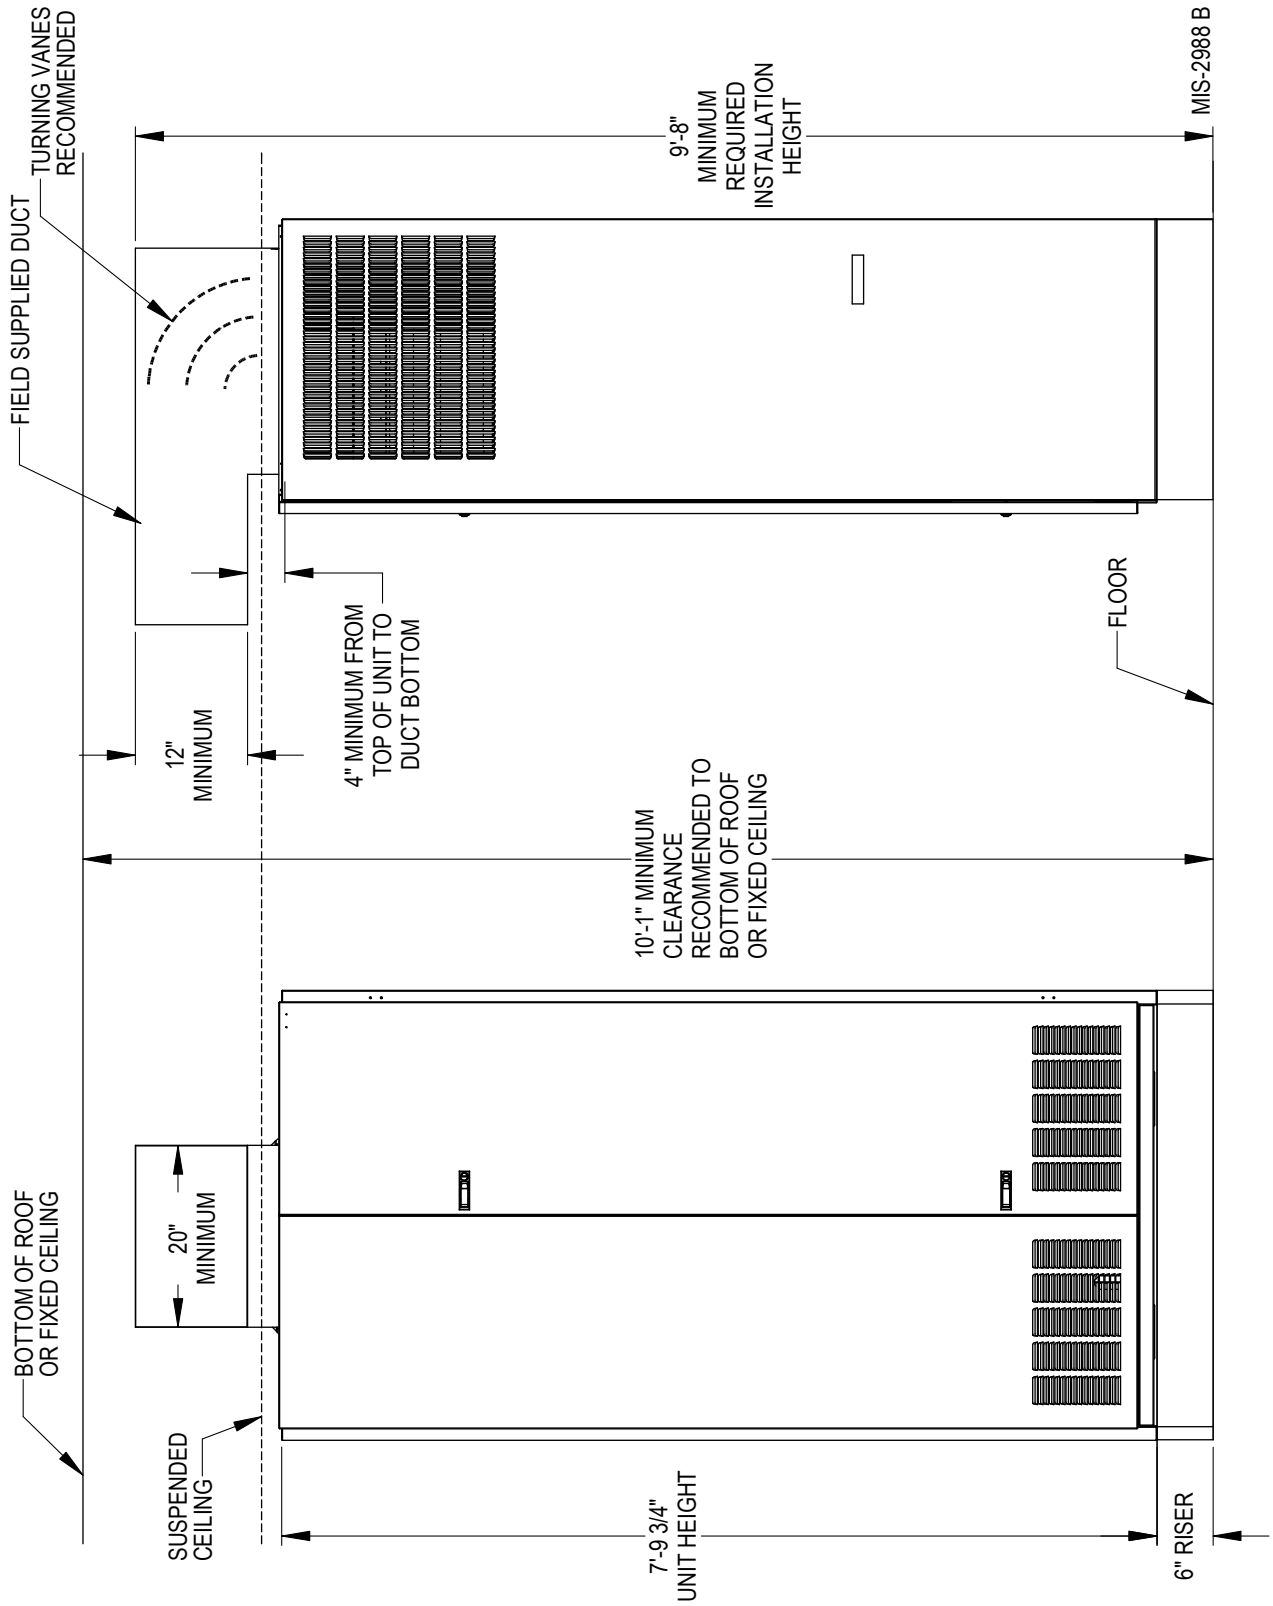 BOTTOM OF ROOF
OR FIXED CEILING
SUSPENDED
CEILING
20"
MINIMUM
7'-9 3/4"
UNIT HEIGHT
6" RISER
10'-1" MINIMUM
CLEARANCE
RECOMMENDED TO
BOTTOM OF ROOF
OR FIXED CEILING
12"
MINIMUM
4" MINIMUM FROM
TOP OF UNIT TO
DUCT BOTTOM
FLOOR
FIELD SUPPLIED DUCT
TURNING VANES
RECOMMENDED
9'-8"
MINIMUM
REQUIRED
INSTALLATION
HEIGHT
MIS-2988 B